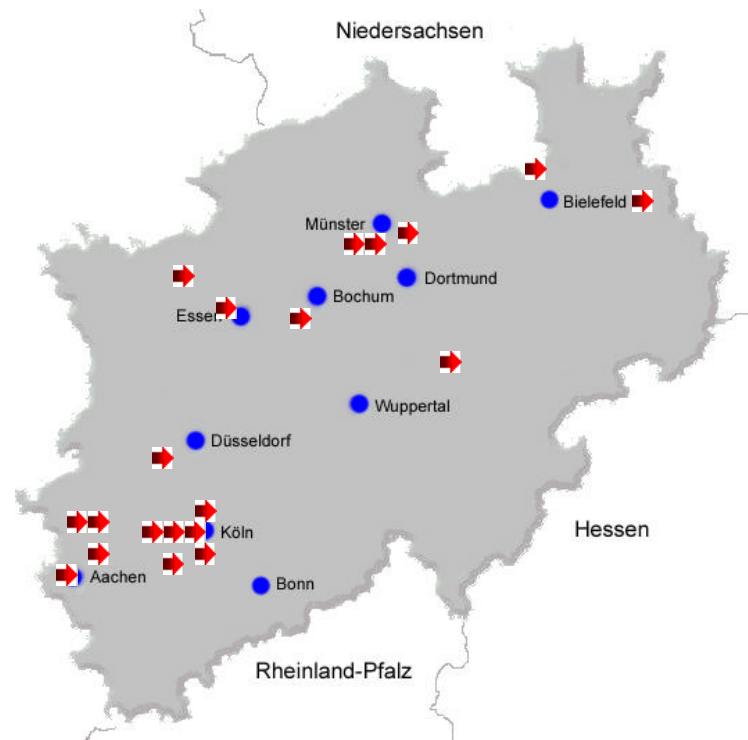 Niedersachsen
Bielefeld
Münster
Dortmund
Bochum
Essen
Wuppertal
Düsseldorf
Köln
Hessen
Aachen
Bonn
Rheinland-Pfalz